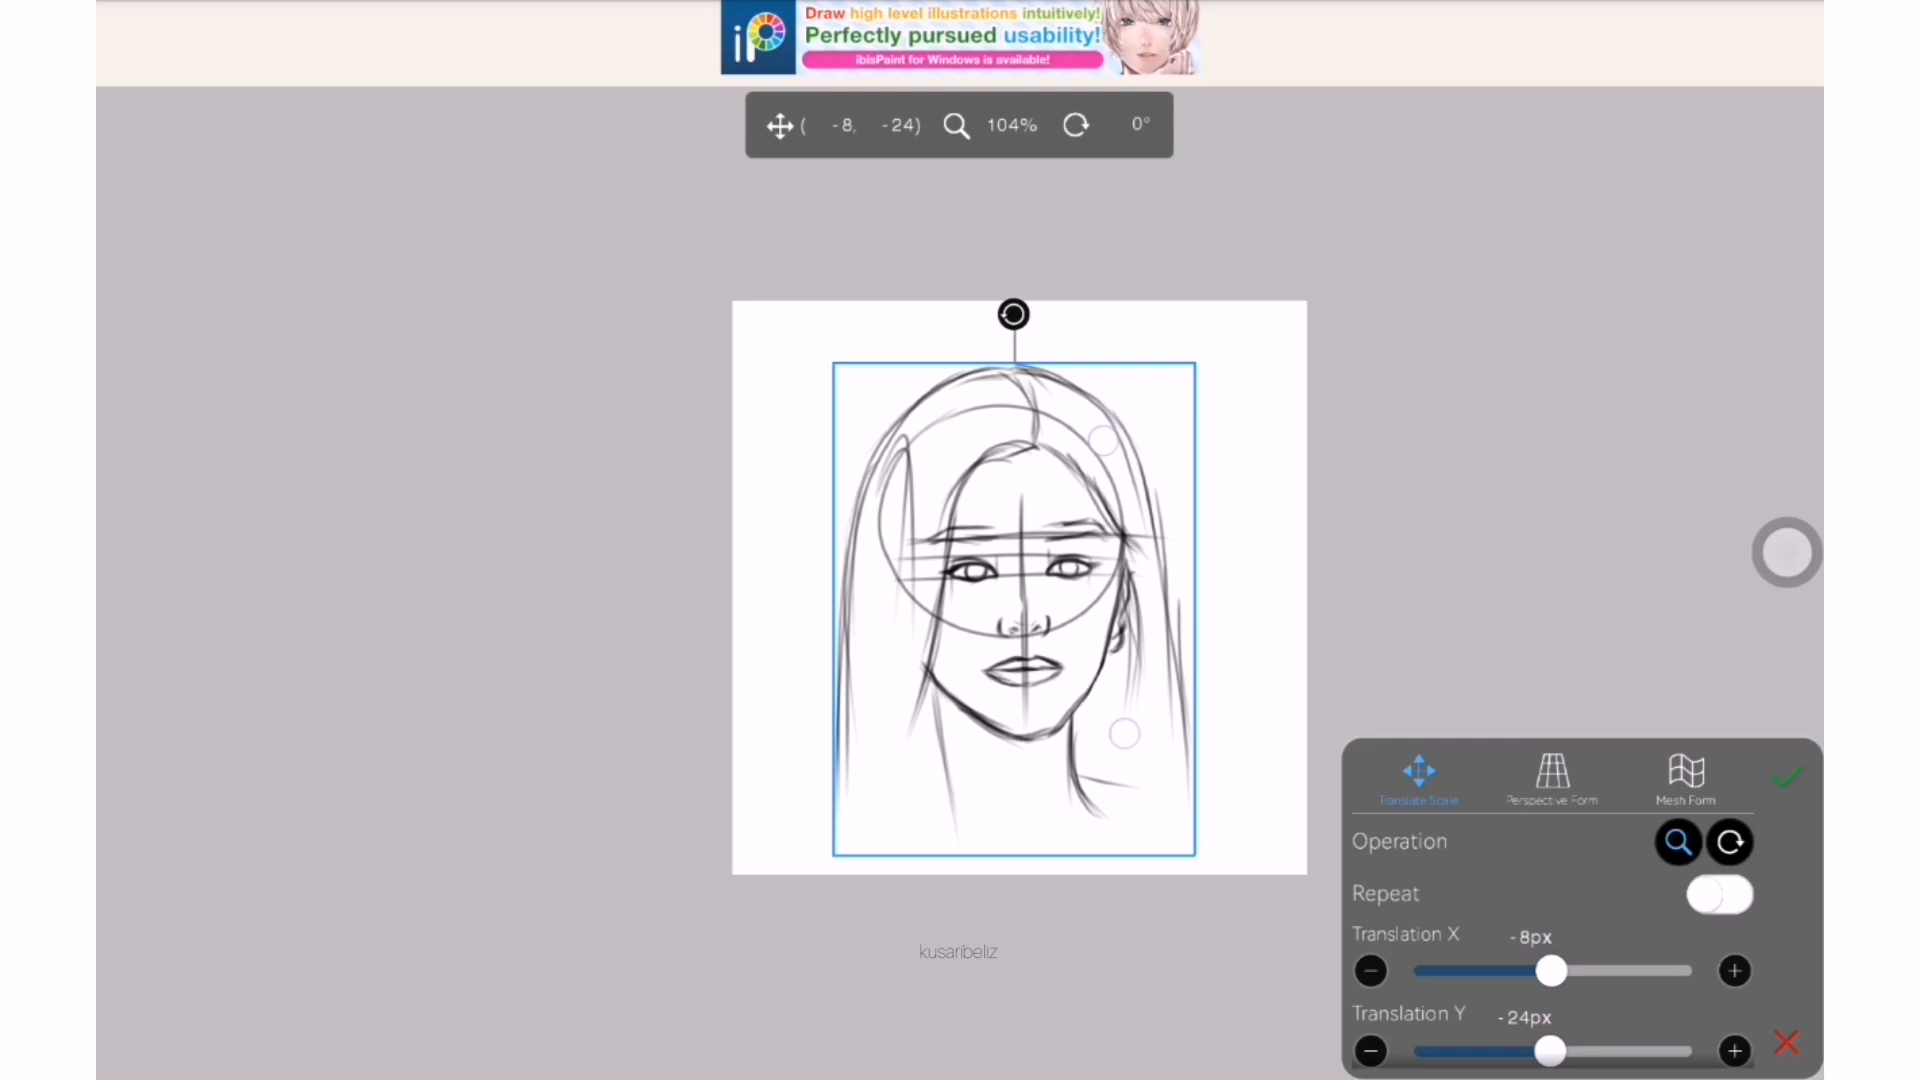 iP
Draw high level illustrations intuitively!
Perfectly pursued usability!
ibisPaint for Windows is available!
( -8, -24) 104% 0°
Translate Scale
Perspective Form
Mesh Form
Operation
Repeat
Translation X -8px
Translation Y -24px
kusaribeliz